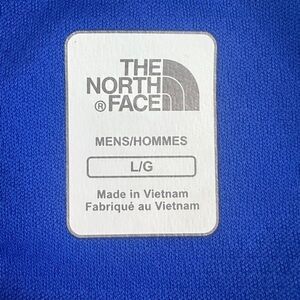 THE
NORTH
® FACE
MENS/HOMMES
L/G
Made in Vietnam
Fabriqué au Vietnam